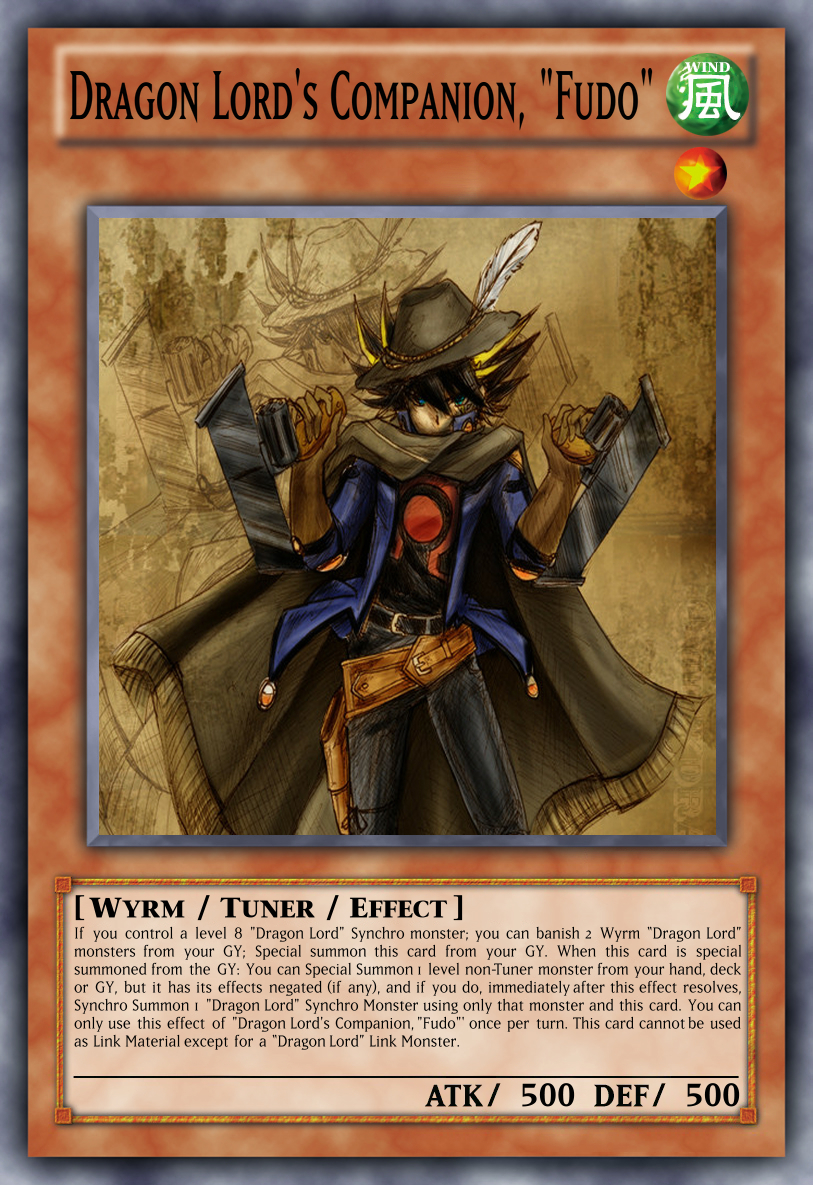 Dragon Lord's Companion, "Fudo"
WIND
風
[ Wyrm / Tuner / Effect ]
If you control a level 8 "Dragon Lord" Synchro monster; you can banish 2 Wyrm "Dragon Lord"
monsters from your GY; Special summon this card from your GY. When this card is special
summoned from the GY: You can Special Summon 1 level non-Tuner monster from your hand, deck
or GY, but it has its effects negated (if any), and if you do, immediately after this effect resolves,
Synchro Summon 1 "Dragon Lord" Synchro Monster using only that monster and this card. You can
only use this effect of "Dragon Lord's Companion, "Fudo"' once per turn. This card cannot be used
as Link Material except for a "Dragon Lord" Link Monster.
ATK/ 500 DEF/ 500